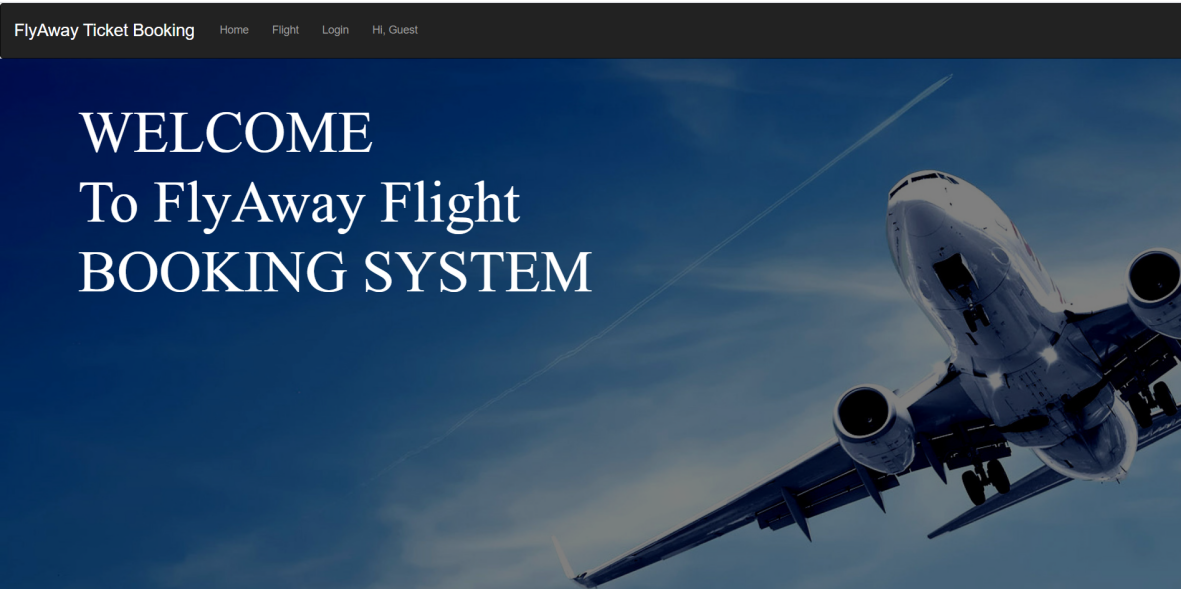 FlyAway Ticket Booking Home Flight Login Hi, Guest
WELCOME
To FlyAway Flight
BOOKING SYSTEM